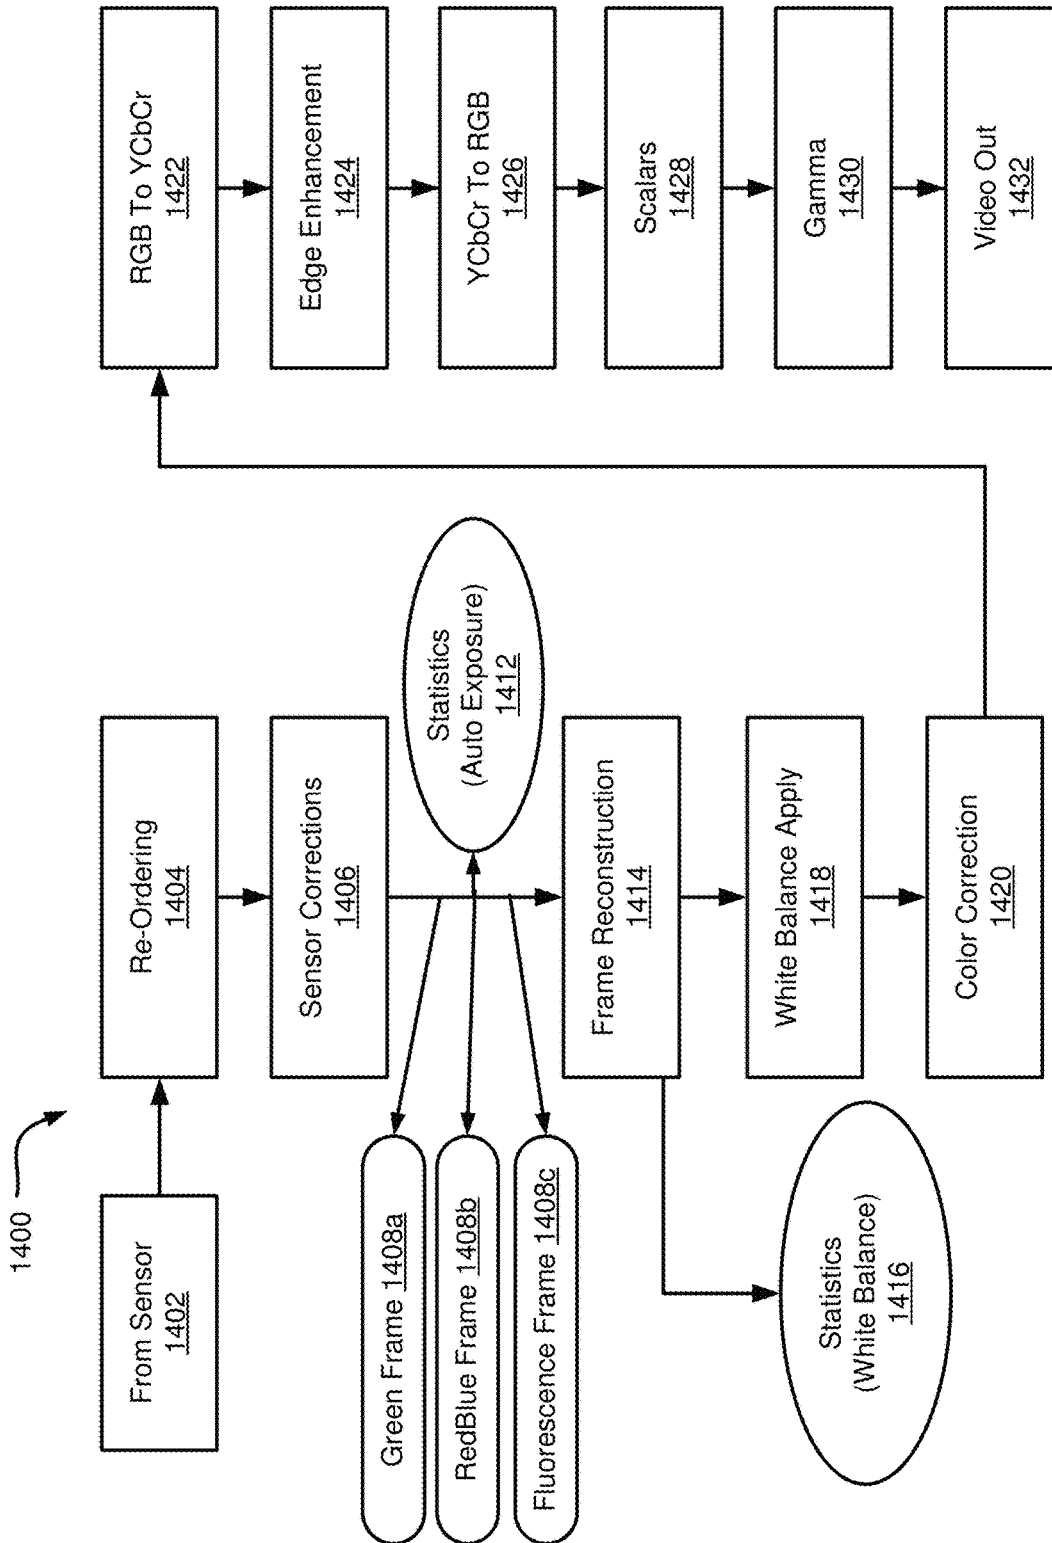 1400
From Sensor
1402
Re-Ordering
1404
Sensor Corrections
1406
Green Frame 1408a
RedBlue Frame 1408b
Fluorescence Frame 1408c
Statistics
(Auto Exposure)
1412
Frame Reconstruction
1414
Statistics
(White Balance)
1416
White Balance Apply
1418
Color Correction
1420
RGB To YCbCr
1422
Edge Enhancement
1424
YCbCr To RGB
1426
Scalars
1428
Gamma
1430
Video Out
1432